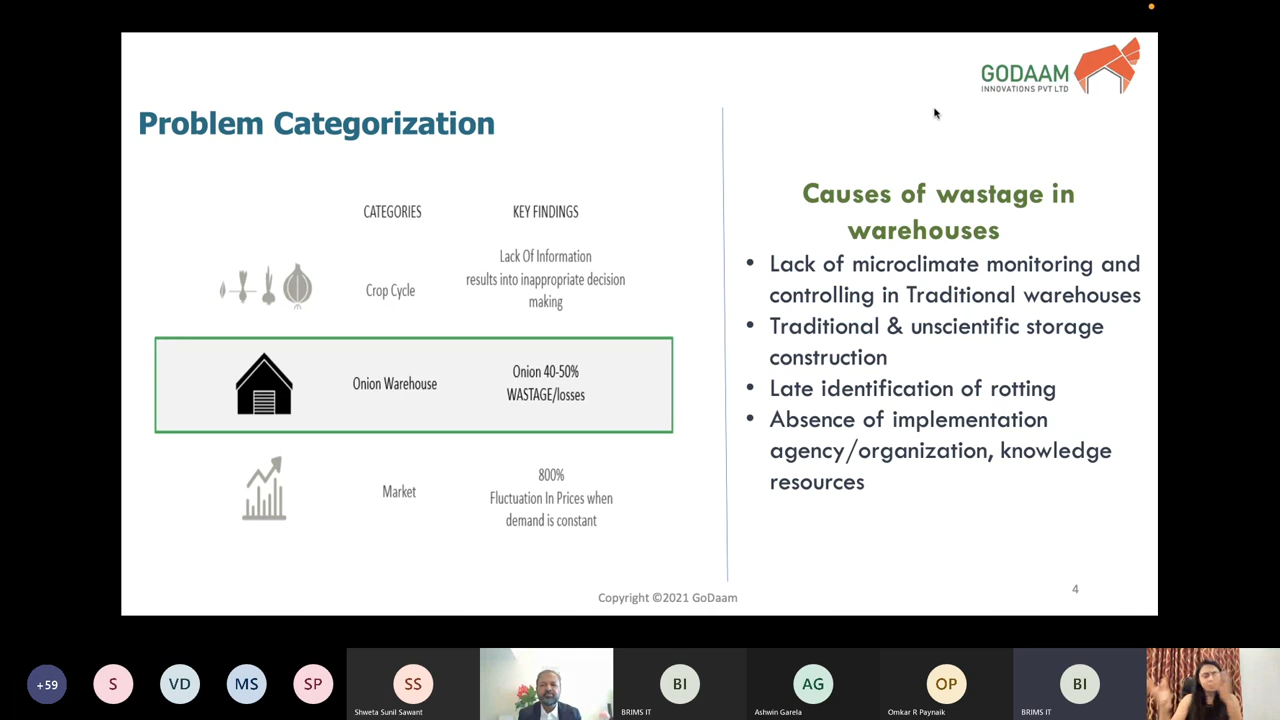 GODAAM
INNOVATIONS PVT LTD
Problem Categorization
CATEGORIES
KEY FINDINGS
Crop Cycle
Lack Of Information
results into inappropriate decision
making
Onion Warehouse
Onion 40-50%
WASTAGE/losses
Market
800%
Fluctuation In Prices when
demand is constant
Causes of wastage in
warehouses
• Lack of microclimate monitoring and
controlling in Traditional warehouses
• Traditional & unscientific storage
construction
• Late identification of rotting
• Absence of implementation
agency/organization, knowledge
resources
Copyright ©2021 GoDaam
4
+59
S
VD
MS
SP
SS
Shweta Sunil Sawant
BI
BRIMS IT
AG
Ashwin Garela
OP
Omkar R Paynaik
BI
BRIMS IT